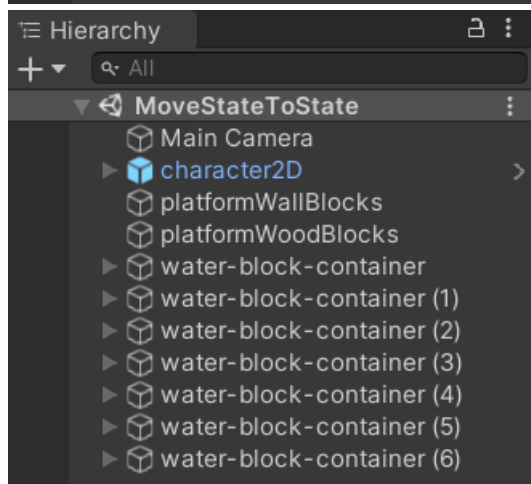 Hierarchy
All
MoveStateToState
Main Camera
character2D
platformWallBlocks
platformWoodBlocks
water-block-container
water-block-container (1)
water-block-container (2)
water-block-container (3)
water-block-container (4)
water-block-container (5)
water-block-container (6)